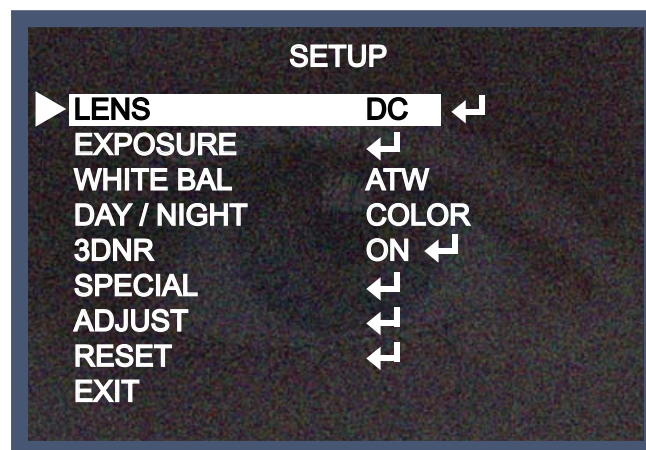 SETUP
LENS DC ↵
EXPOSURE ↵
WHITE BAL ATW
DAY / NIGHT COLOR
3DNR ON ↵
SPECIAL ↵
ADJUST ↵
RESET ↵
EXIT